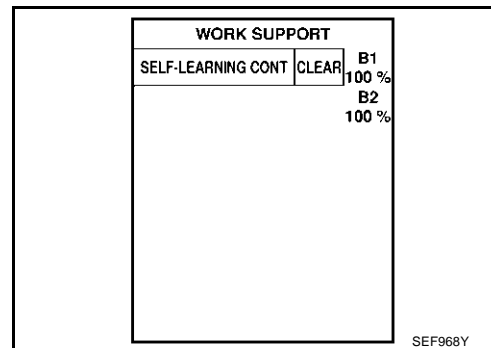 WORK SUPPORT
SELF-LEARNING CONT CLEAR B1
100 %
B2
100 %
SEF968Y